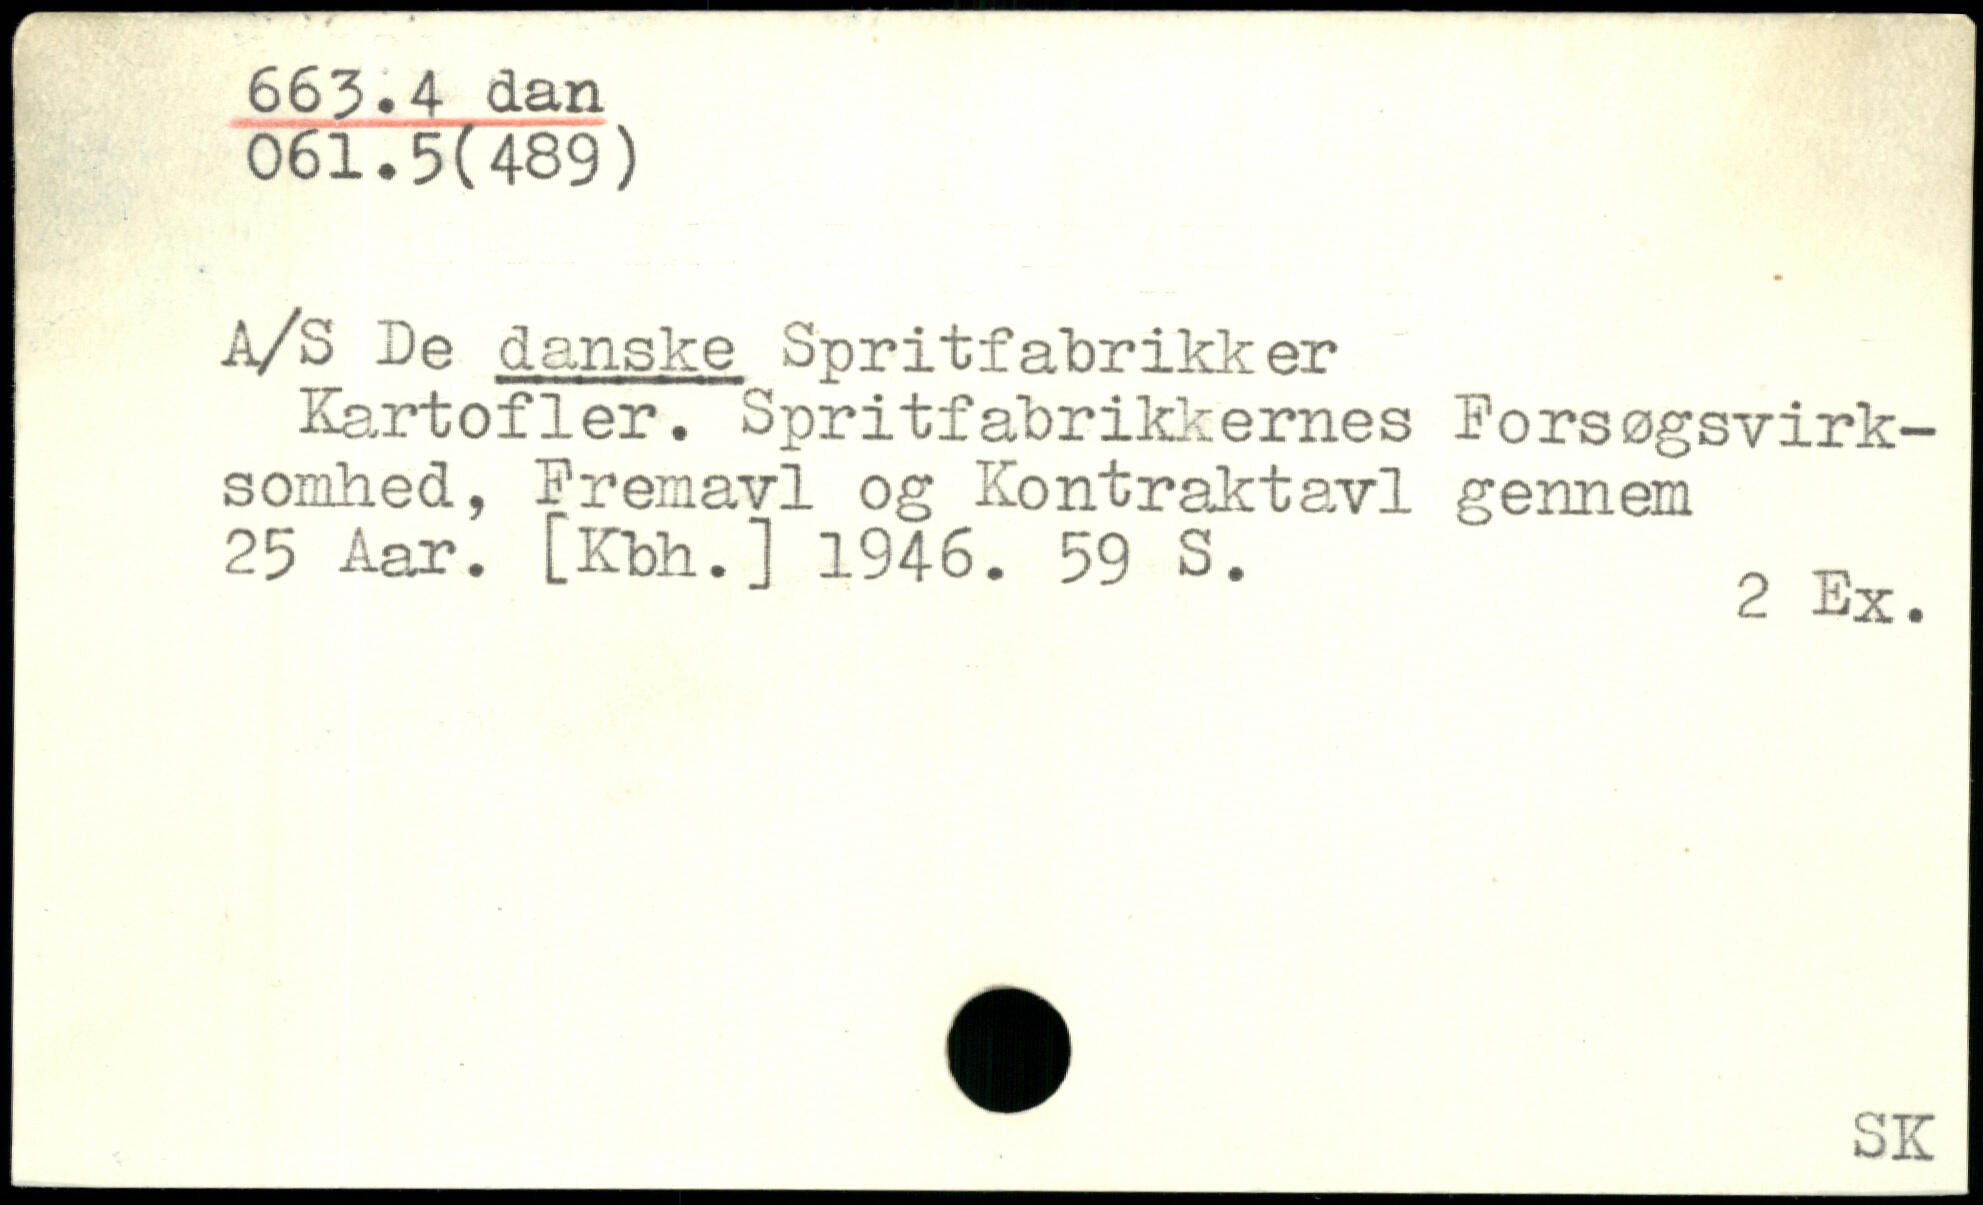 663.4 dan
061.5(489)
A/S De danske Spritfabrikker
Kartofler. Spritfabrikkernes Forsøgsvirk-
somhed, Fremavl og Kontraktavl gennem
25 Aar. [Kbh.] 1946. 59 S.
2 Ex.
SK